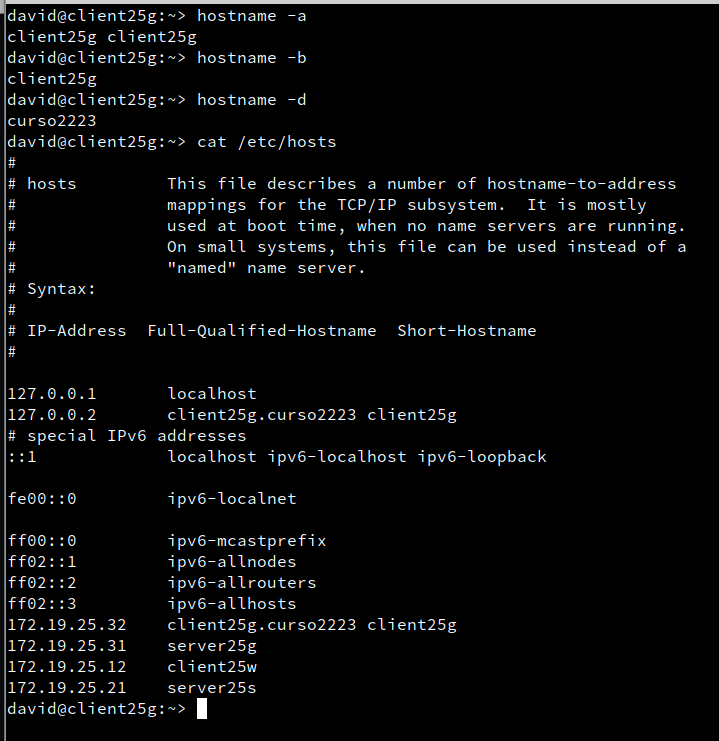 david@client25g:~> hostname -a
client25g client25g
david@client25g:~> hostname -b
client25g
david@client25g:~> hostname -d
curso2223
david@client25g:~> cat /etc/hosts
#
# hosts         This file describes a number of hostname-to-address
#               mappings for the TCP/IP subsystem.  It is mostly
#               used at boot time, when no name servers are running.
#               On small systems, this file can be used instead of a
#               "named" name server.
# Syntax:
#
# IP-Address  Full-Qualified-Hostname  Short-Hostname
#

127.0.0.1       localhost
127.0.0.2       client25g.curso2223 client25g
# special IPv6 addresses
::1             localhost ipv6-localhost ipv6-loopback

fe00::0         ipv6-localnet

ff00::0         ipv6-mcastprefix
ff02::1         ipv6-allnodes
ff02::2         ipv6-allrouters
ff02::3         ipv6-allhosts
172.19.25.32    client25g.curso2223 client25g
172.19.25.31    server25g
172.19.25.12    client25w
172.19.25.21    server25s
david@client25g:~>